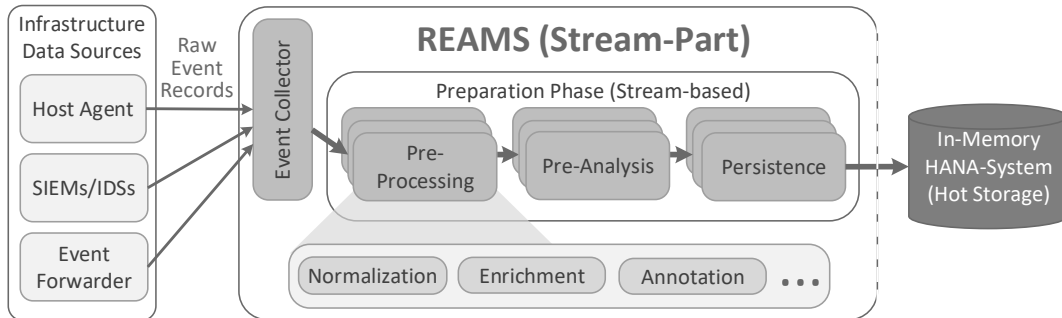 Infrastructure
Data Sources
Host Agent
SIEMs/IDSs
Event
Forwarder
Raw
Event
Records
Event Collector
REAMS (Stream-Part)
Preparation Phase (Stream-based)
Pre-
Processing
Pre-Analysis
Persistence
Normalization
Enrichment
Annotation
...
In-Memory
HANA-System
(Hot Storage)